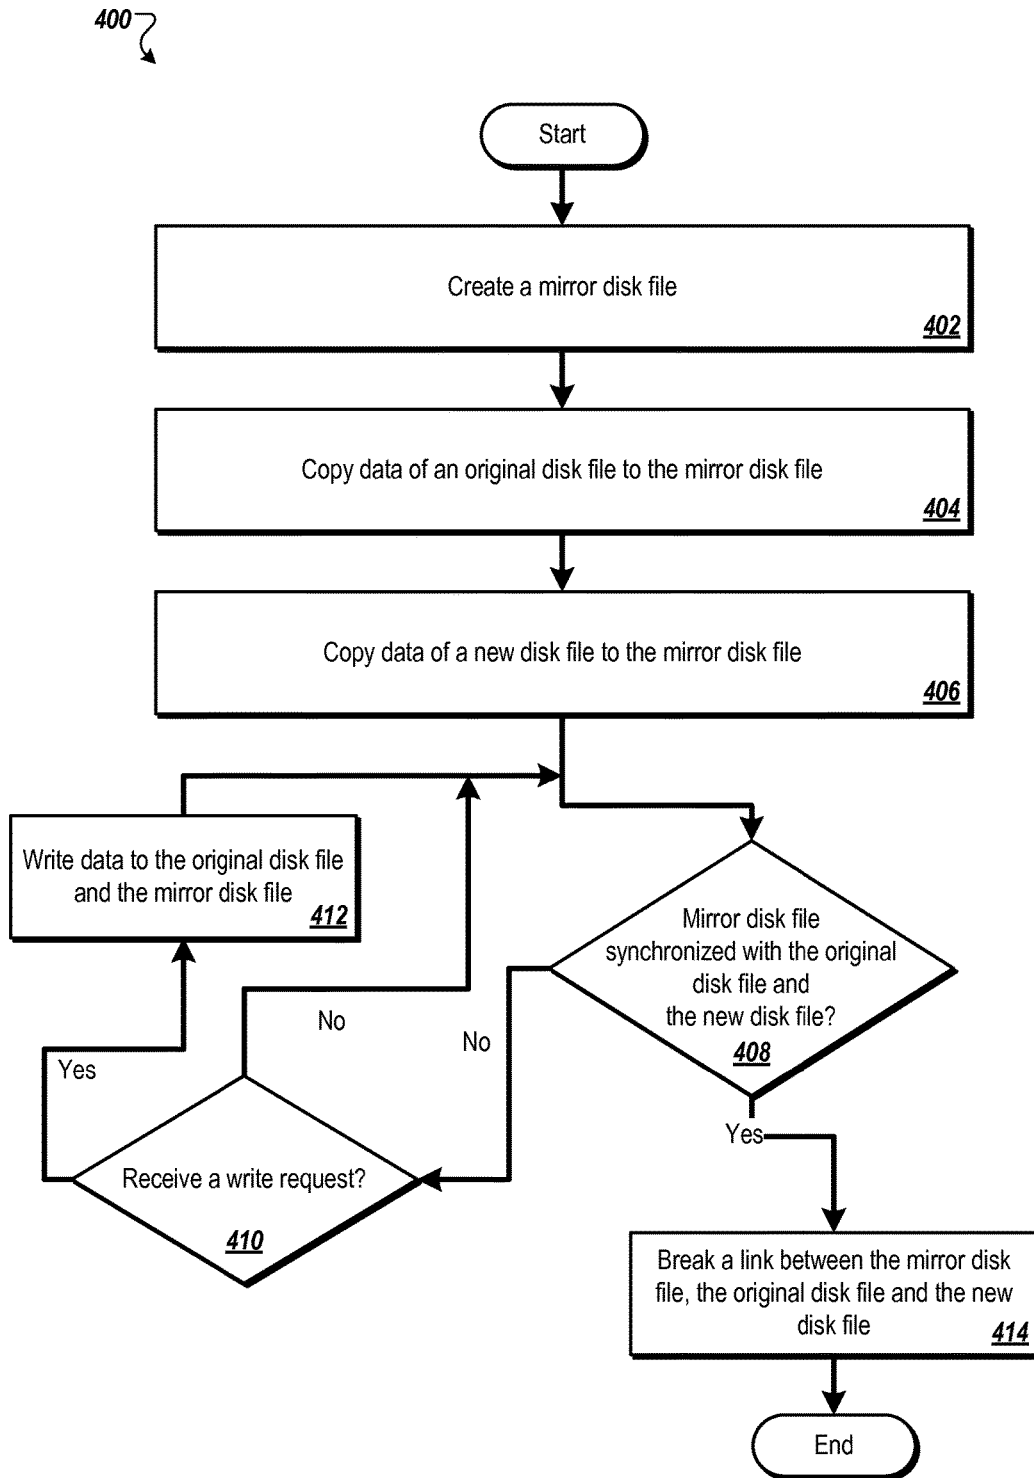 400
Start
Create a mirror disk file
402
Copy data of an original disk file to the mirror disk file
404
Copy data of a new disk file to the mirror disk file
406
Write data to the original disk file
and the mirror disk file
412
Mirror disk file
synchronized with the original
disk file and
the new disk file?
408
No
No
Yes
Yes
Receive a write request?
410
Break a link between the mirror disk
file, the original disk file and the new
disk file
414
End